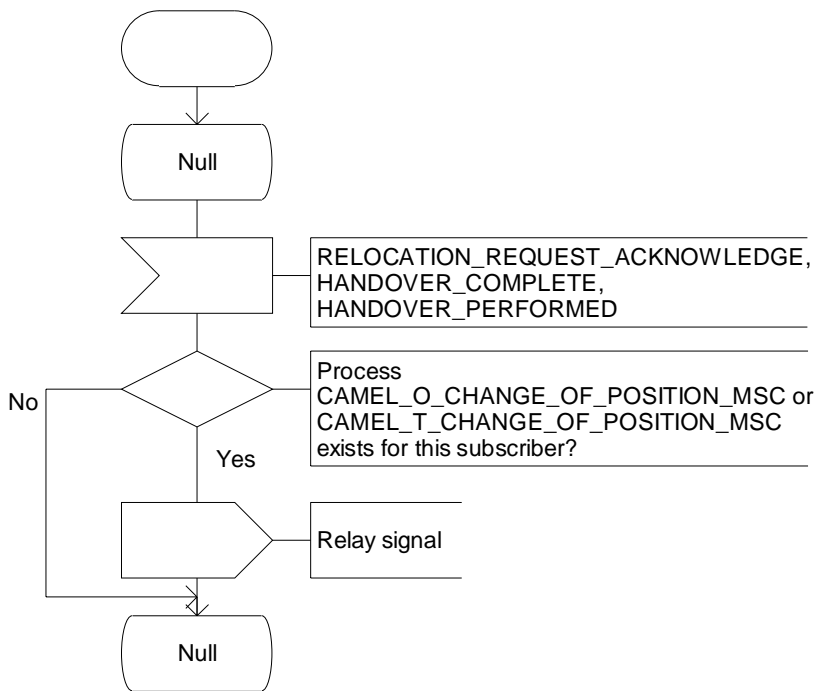 Null
RELOCATION_REQUEST_ACKNOWLEDGE,
HANDOVER_COMPLETE,
HANDOVER_PERFORMED
Process
CAMEL_O_CHANGE_OF_POSITION_MSC or
CAMEL_T_CHANGE_OF_POSITION_MSC
exists for this subscriber?
No
Yes
Relay signal
Null